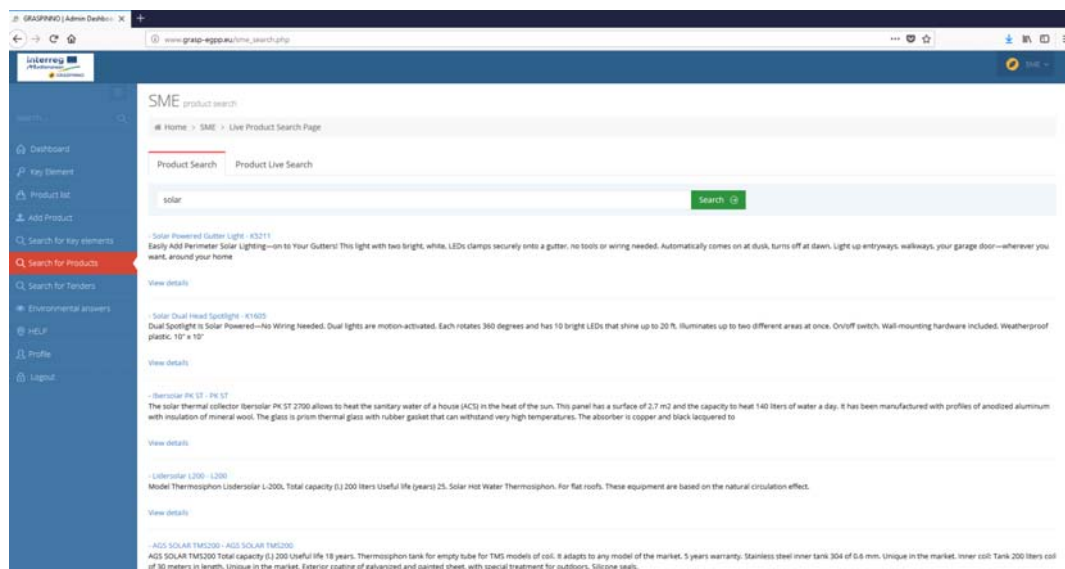 GRASPINNO | Admin Dashbo
www.grasp-egpp.eu/sme_search.php
Interreg
Mediterranean
GRASPINNO
SME
search
Dashboard
Key Element
Product list
Add Product
Search for Key elements
Search for Products
Search for Tenders
Environmental answers
HELP
Profile
Logout
SME product search
Home > SME > Live Product Search Page
Product Search Product Live Search
solar Search
- Solar Powered Gutter Light - K5211
Easily Add Perimeter Solar Lighting—on to Your Gutters! This light with two bright, white, LEDs clamps securely onto a gutter, no tools or wiring needed. Automatically comes on at dusk, turns off at dawn. Light up entryways, walkways, your garage door—wherever you
want, around your home
View details
- Solar Dual Head Spotlight - K1605
Dual Spotlight Is Solar Powered—No Wiring Needed. Dual lights are motion-activated. Each rotates 360 degrees and has 10 bright LEDs that shine up to 20 ft. Illuminates up to two different areas at once. On/off switch. Wall-mounting hardware included. Weatherproof
plastic. 10" x 10"
View details
- Ibersolar PK ST - PK ST
The solar thermal collector Ibersolar PK ST 2700 allows to heat the sanitary water of a house (ACS) in the heat of the sun. This panel has a surface of 2.7 m2 and the capacity to heat 140 liters of water a day. It has been manufactured with profiles of anodized aluminum
with insulation of mineral wool. The glass is prism thermal glass with rubber gasket that can withstand very high temperatures. The absorber is copper and black lacquered to
View details
- Lidersolar L200 - L200
Model Thermosiphon Lisdersolar L-200L Total capacity (L) 200 liters Useful life (years) 25. Solar Hot Water Thermosiphon. For flat roofs. These equipment are based on the natural circulation effect.
View details
- AGS SOLAR TMS200 - AGS SOLAR TMS200
AGS SOLAR TMS200 Total capacity (L) 200 Useful life 18 years. Thermosiphon tank for empty tube for TMS models of coil. It adapts to any model of the market. 5 years warranty. Stainless steel inner tank 304 of 0.6 mm. Unique in the market. Inner coil: Tank 200 liters coil
of 30 meters in length. Unique in the market. Exterior coating of galvanized and painted sheet, with special treatment for outdoors. Silicone seals.